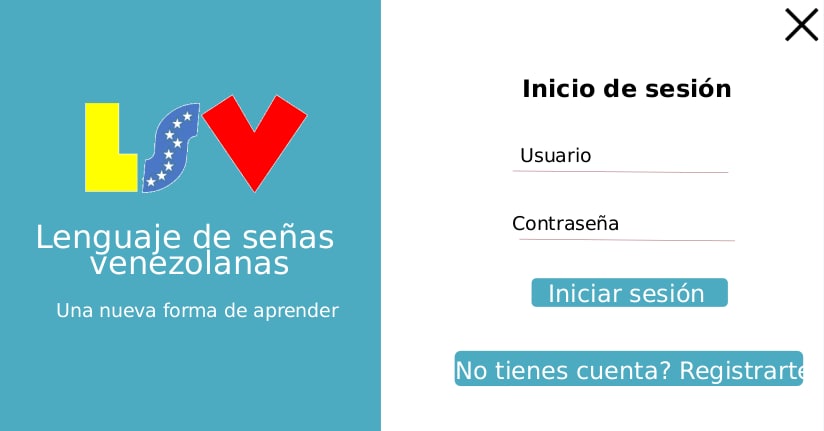 LSV
Lenguaje de señas
venezolanas
Una nueva forma de aprender
Inicio de sesión
Usuario
Contraseña
Iniciar sesión
No tienes cuenta? Registrarte